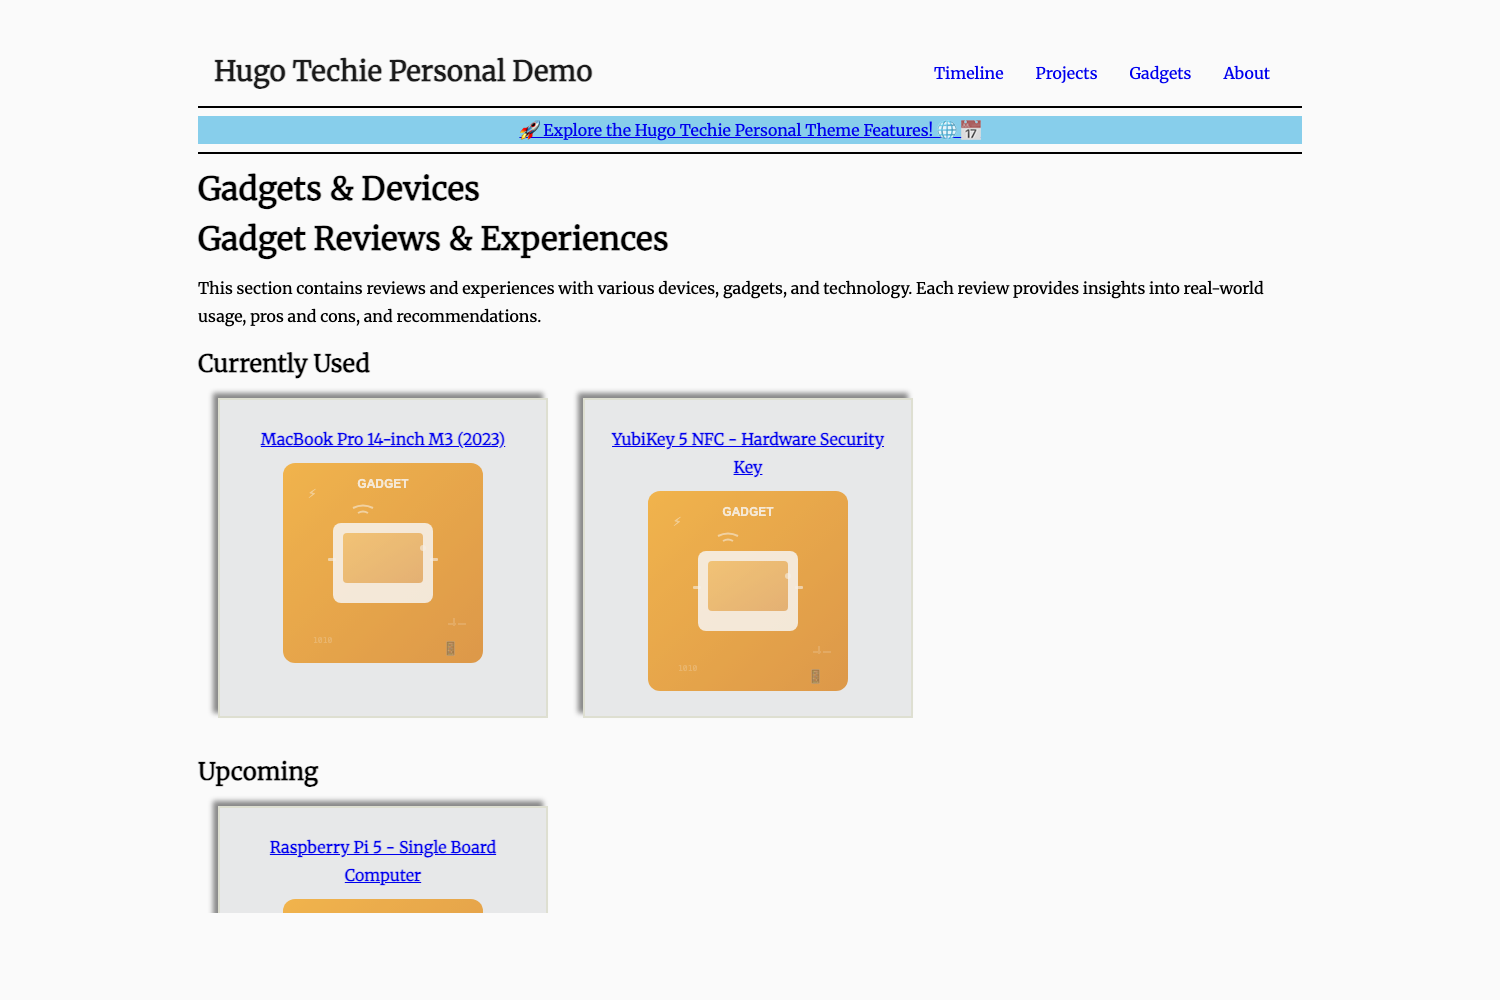 Hugo Techie Personal Demo
Timeline Projects Gadgets About
🚀 Explore the Hugo Techie Personal Theme Features! 🌐 📅
Gadgets & Devices
Gadget Reviews & Experiences
This section contains reviews and experiences with various devices, gadgets, and technology. Each review provides insights into real-world
usage, pros and cons, and recommendations.
Currently Used
MacBook Pro 14-inch M3 (2023)
GADGET
1010
YubiKey 5 NFC - Hardware Security
Key
GADGET
1010
Upcoming
Raspberry Pi 5 - Single Board
Computer